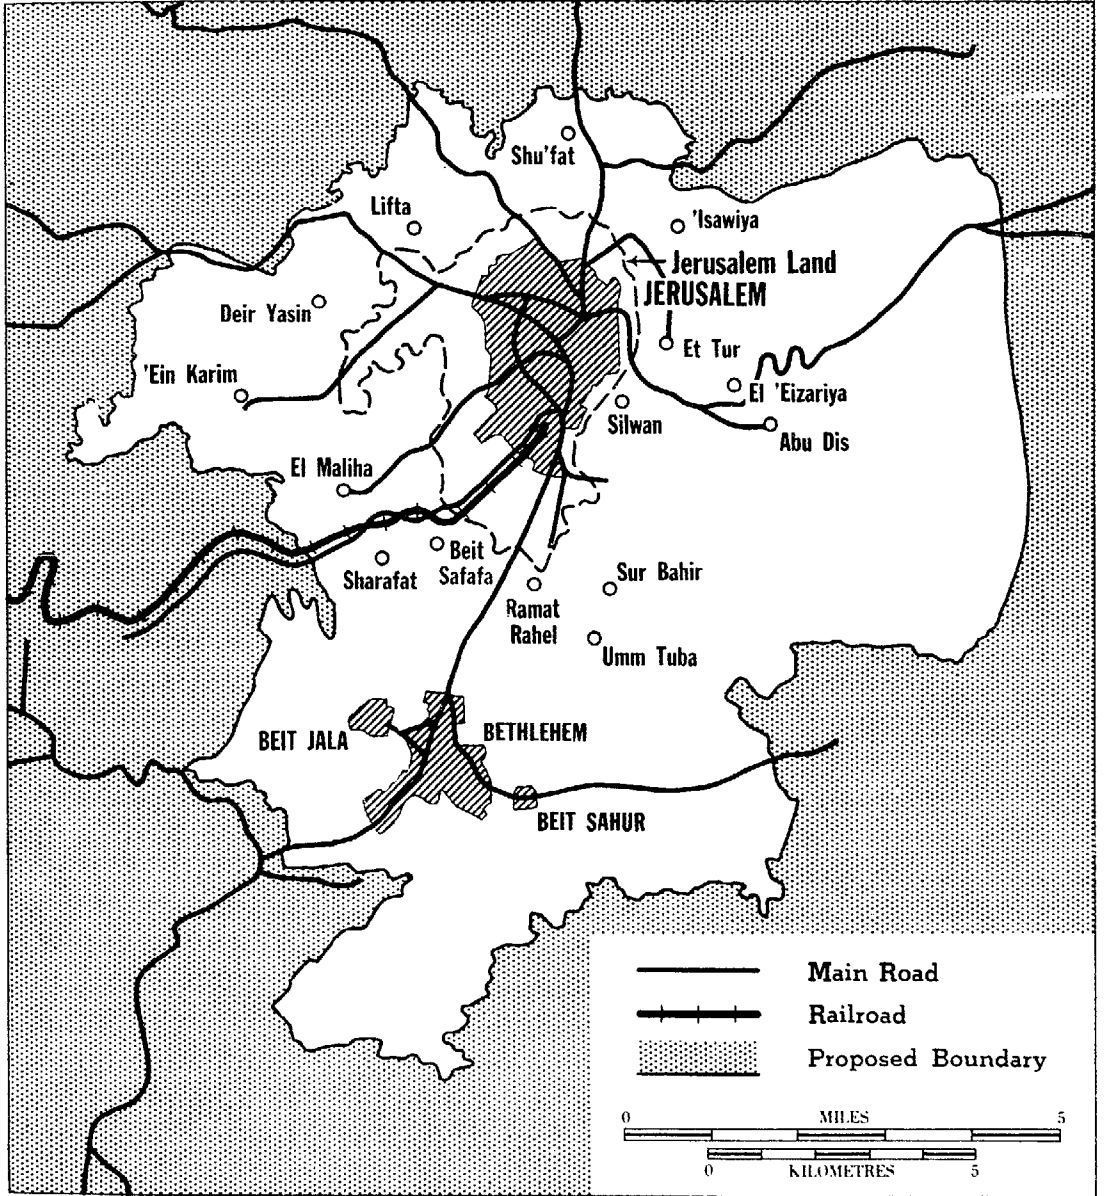 Shu'fat
Lifta
'Isawiya
Jerusalem Land
JERUSALEM
Deir Yasin
Et Tur
'Ein Karim
El 'Eizariya
Silwan
Abu Dis
El Maliha
Beit
Safafa
Sharafat
Sur Bahir
Ramat
Rahel
Umm Tuba
BETHLEHEM
BEIT JALA
BEIT SAHUR
Main Road
Railroad
Proposed Boundary
0 MILES 5
0 KILOMETRES 5